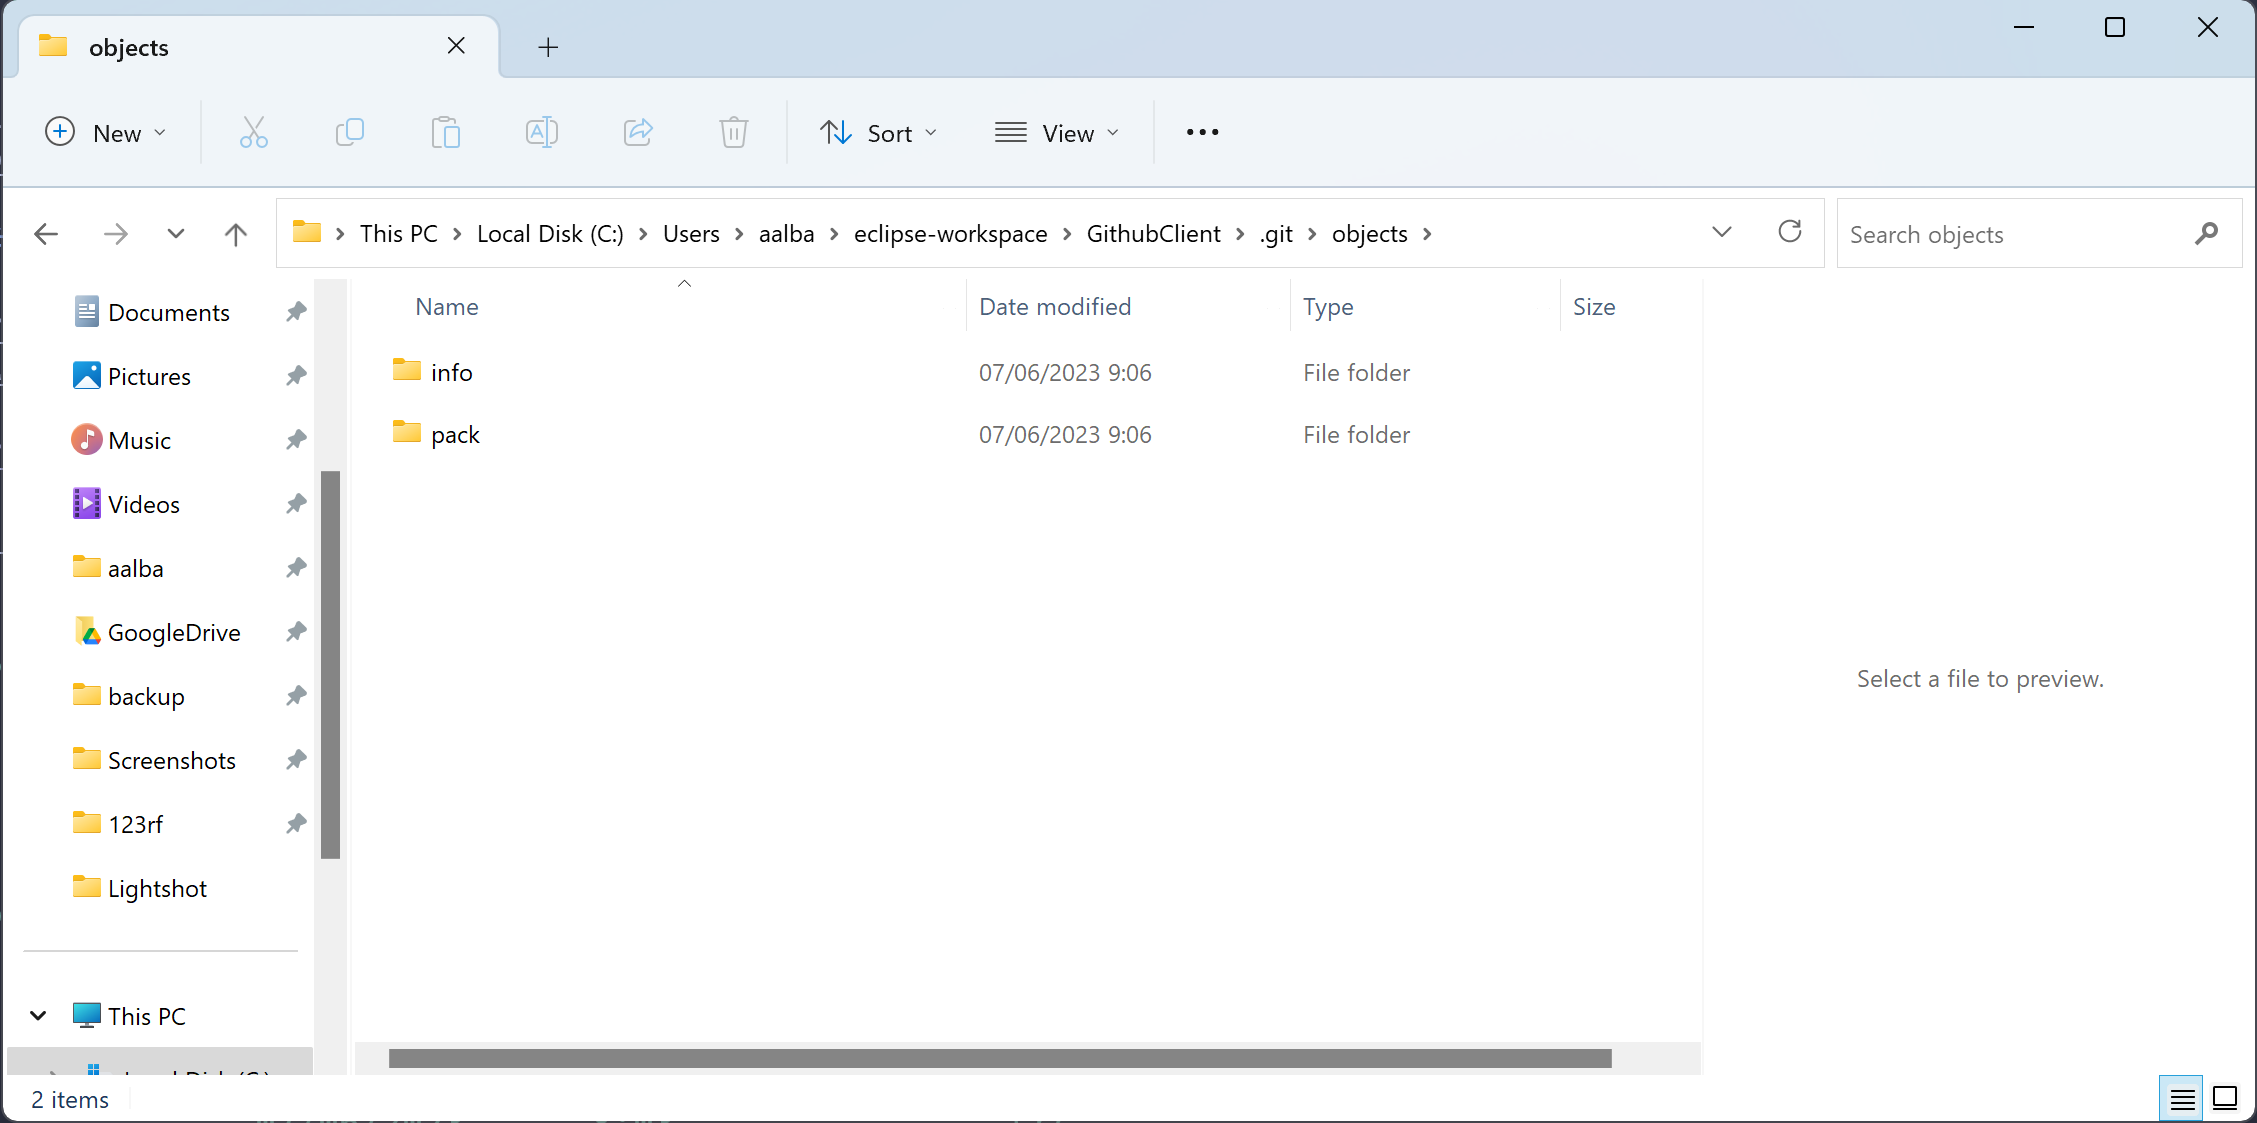 objects
New
Sort
View
This PC > Local Disk (C:) > Users > aalba > eclipse-workspace > GithubClient > .git > objects >
Search objects
Documents
Pictures
Music
Videos
aalba
GoogleDrive
backup
Screenshots
123rf
Lightshot
This PC
Local Disk (C:)
Name Date modified Type Size
info 07/06/2023 9:06 File folder
pack 07/06/2023 9:06 File folder
Select a file to preview.
2 items